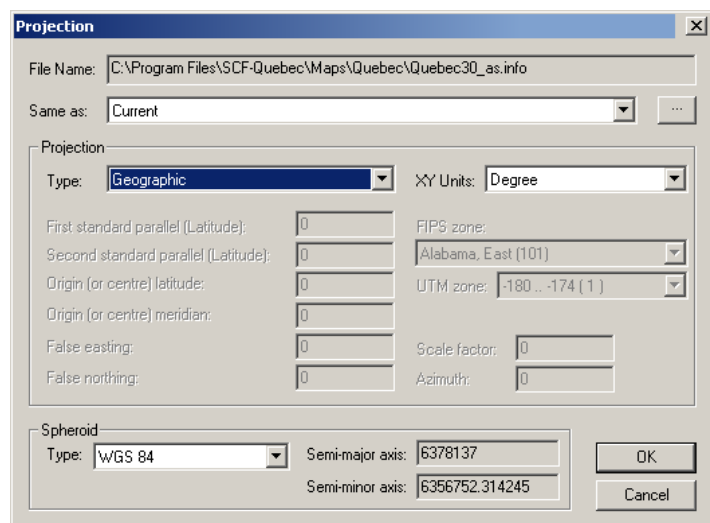 Projection
File Name: C:\Program Files\SCF-Quebec\Maps\Quebec\Quebec30_as.info
Same as: Current ...
Projection
Type: Geographic XY Units: Degree
First standard parallel (Latitude): 0 FIPS zone:
Second standard parallel (Latitude): 0 Alabama, East (101)
Origin (or centre) latitude: 0 UTM zone: -180 .. -174 ( 1 )
Origin (or centre) meridian: 0
False easting: 0 Scale factor: 0
False northing: 0 Azimuth: 0
Spheroid
Type: WGS 84 Semi-major axis: 6378137 OK
Semi-minor axis: 6356752.314245 Cancel